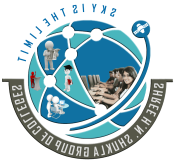 SKY IS THE LIMIT
SHREE H.N. SHUKLA GROUP OF COLLEGES